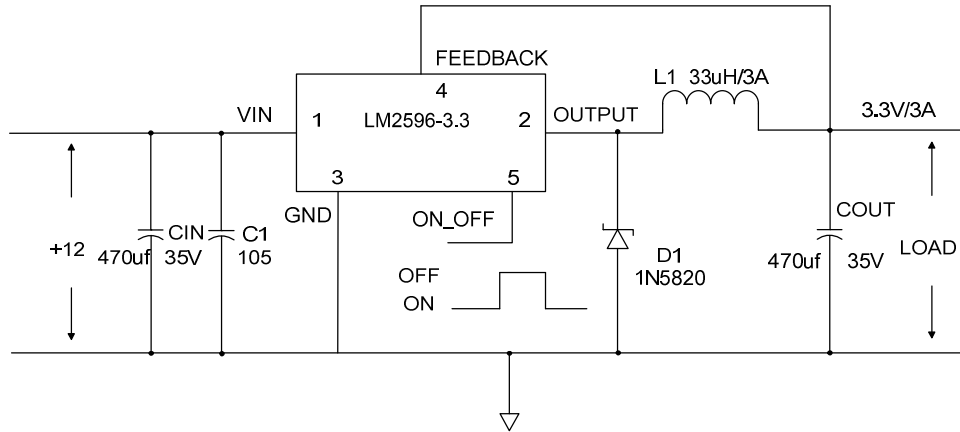 FEEDBACK
L1 33uH/3A
4
VIN
1
LM2596-3.3
2
OUTPUT
3.3V/3A
3
5
GND
ON_OFF
COUT
CIN
C1
+12
470uf
35V
105
D1
1N5820
470uf
35V
LOAD
OFF
ON